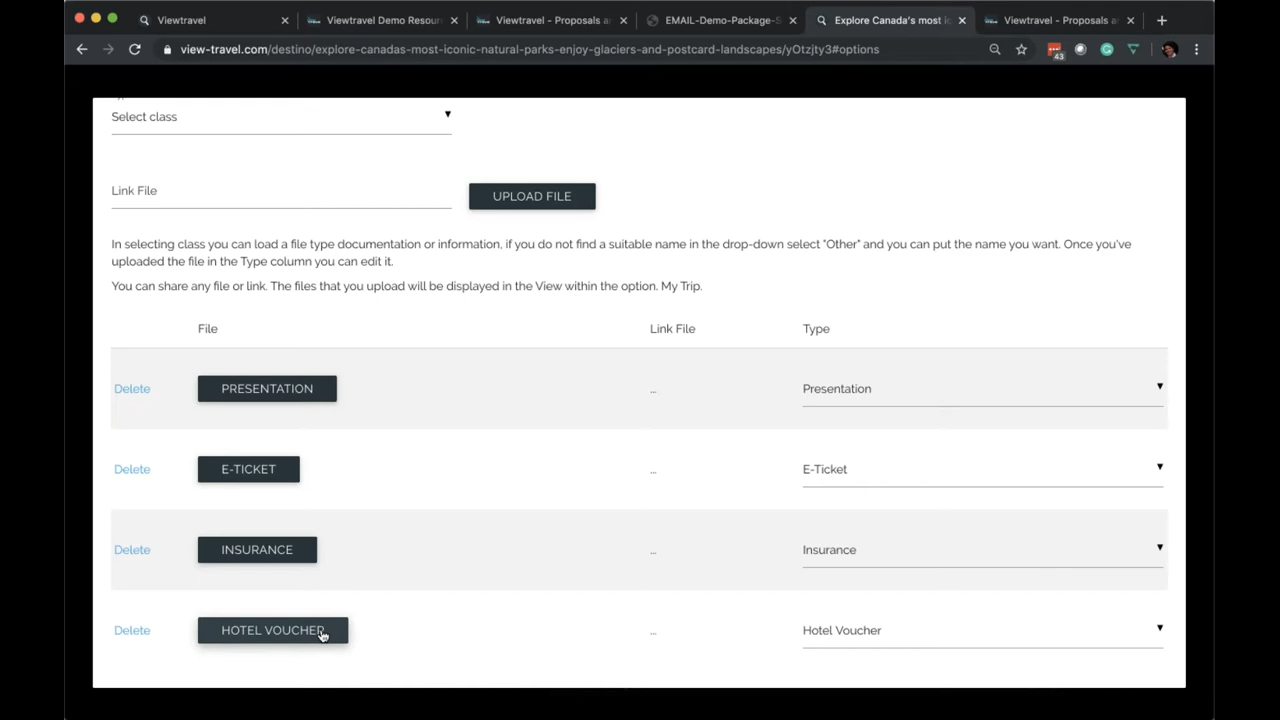 Viewtravel
Viewtravel Demo Resour
Viewtravel - Proposals a
EMAIL-Demo-Package-S
Explore Canada's most i
Viewtravel - Proposals a
view-travel.com/destino/explore-canadas-most-iconic-natural-parks-enjoy-glaciers-and-postcard-landscapes/yOtzjty3#options
43
Select class
Link File
UPLOAD FILE
In selecting class you can load a file type documentation or information, if you do not find a suitable name in the drop-down select "Other" and you can put the name you want. Once you've
uploaded the file in the Type column you can edit it.
You can share any file or link. The files that you upload will be displayed in the View within the option. My Trip.
File Link File Type
Delete PRESENTATION ... Presentation
Delete E-TICKET ... E-Ticket
Delete INSURANCE ... Insurance
Delete HOTEL VOUCHER ... Hotel Voucher